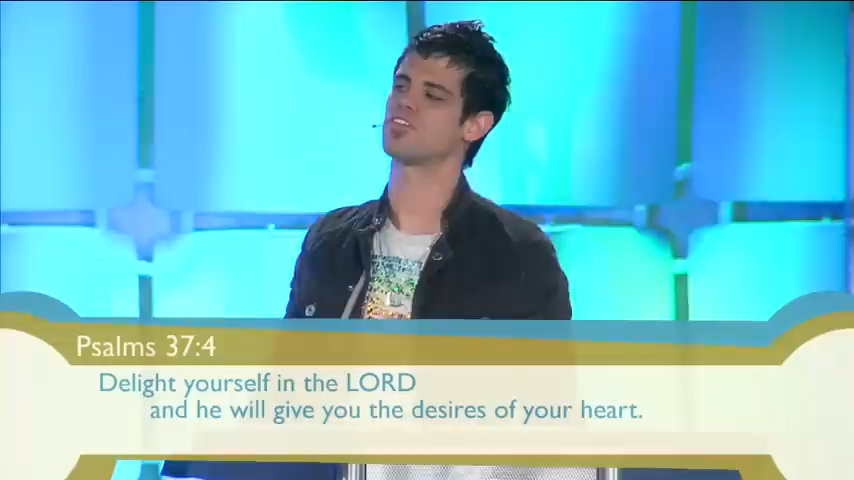 Psalms 37:4
Delight yourself in the LORD
and he will give you the desires of your heart.